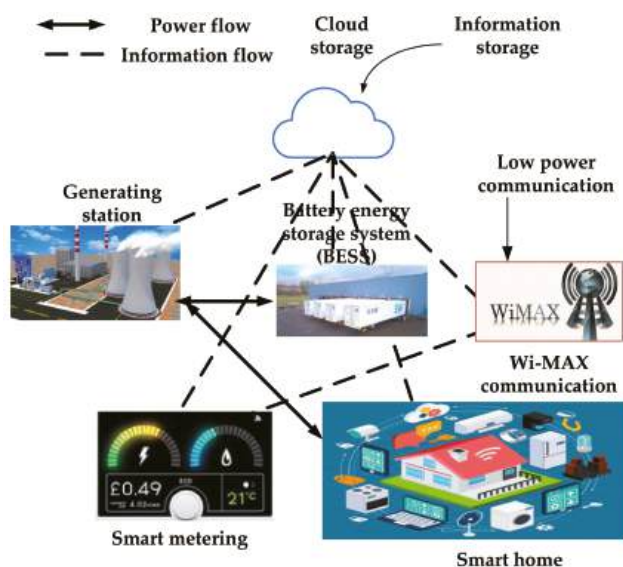 Power flow
Information flow
Cloud
storage
Information
storage
Generating
station
Battery energy
storage system
(BESS)
Low power
communication
WiMAX
Wi-MAX
communication
£0.49
ECO
21°C
Smart metering
Smart home